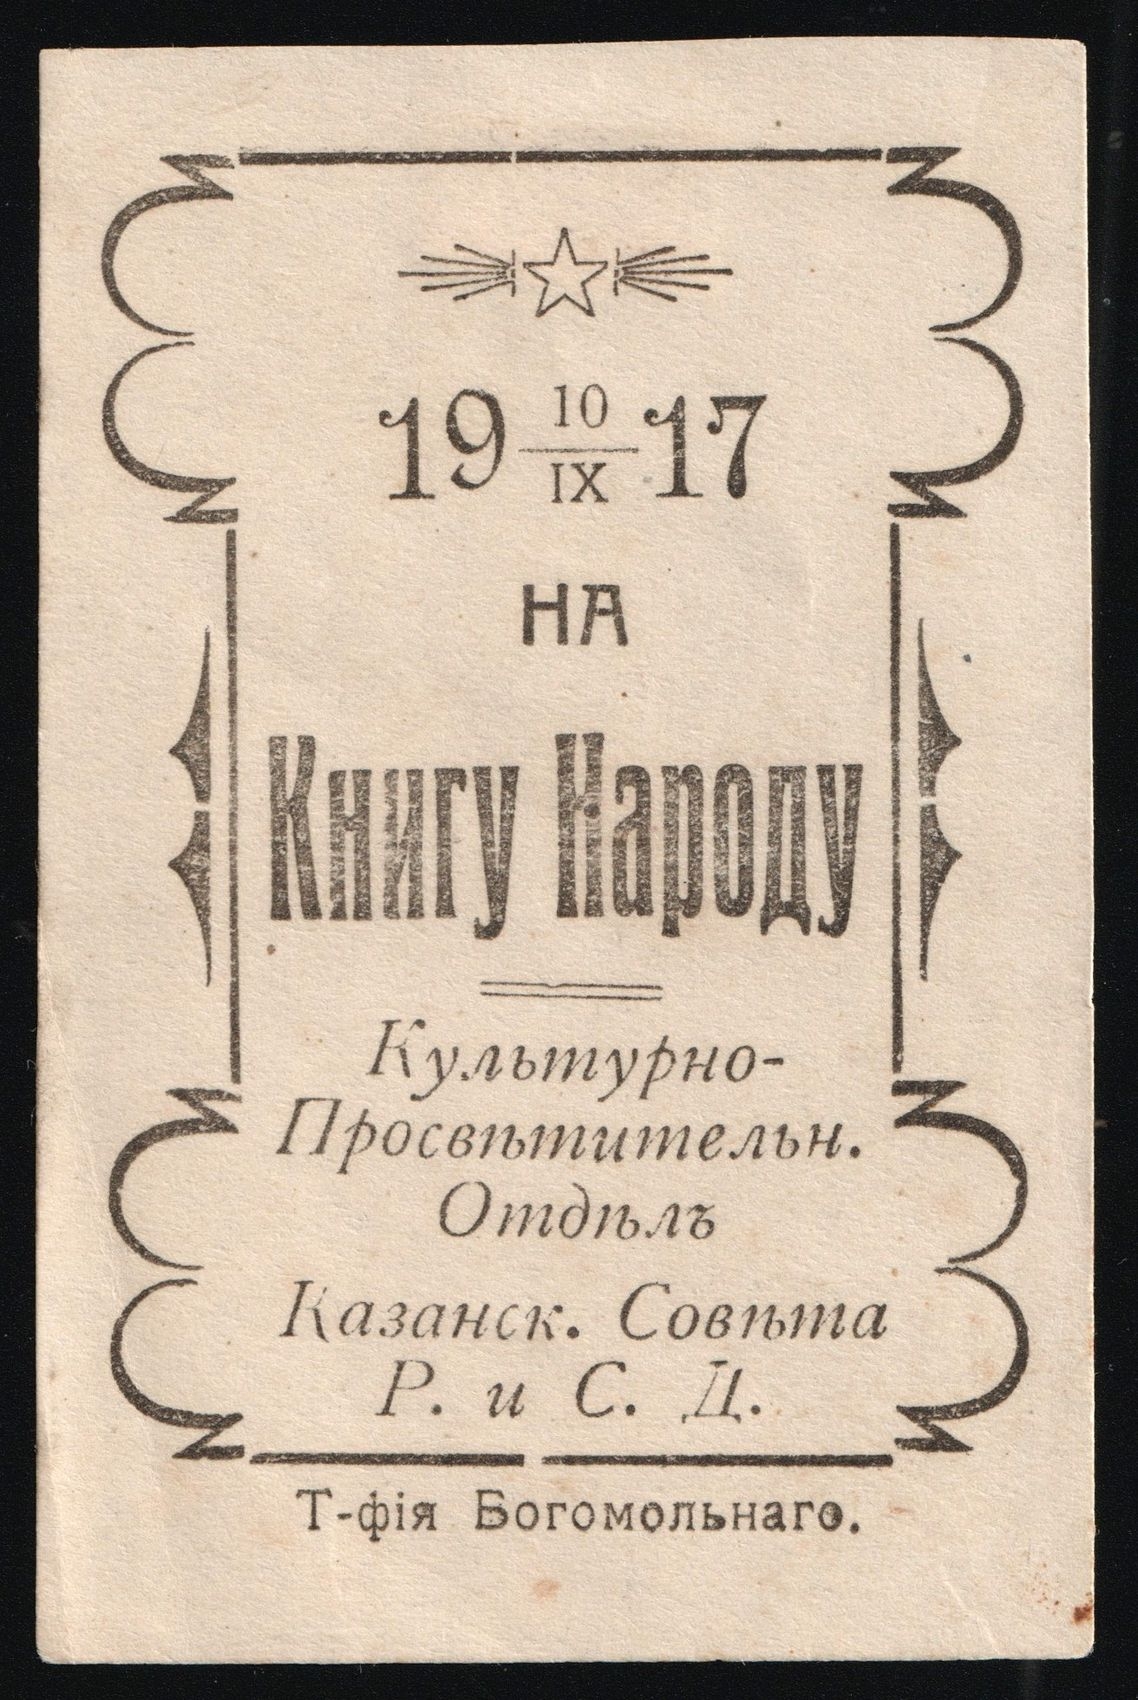 19 10/IX 17
НА
Книгу Народу
Культурно-
Просвѣтительн.
Отдѣлъ
Казанск. Совѣта
Р. и С. Д.
Т-фія Богомольнаго.